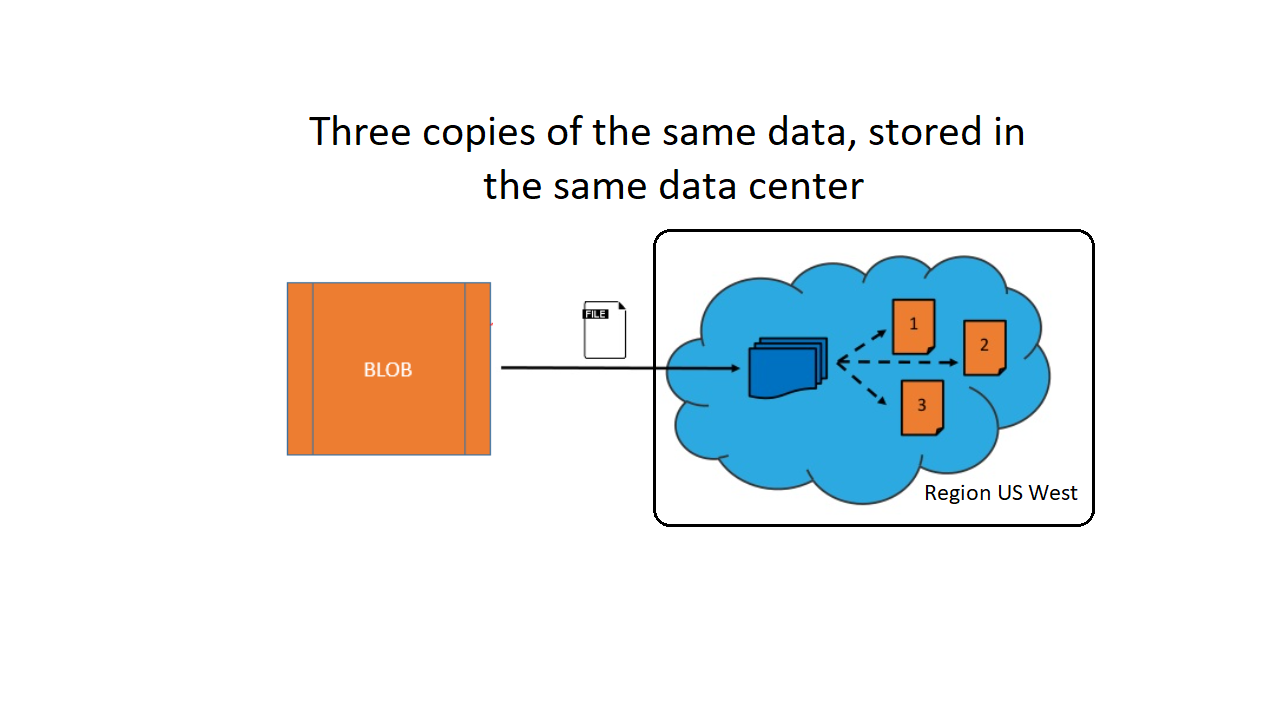 Three copies of the same data, stored in
the same data center
FILE
1
2
BLOB
3
Region US West